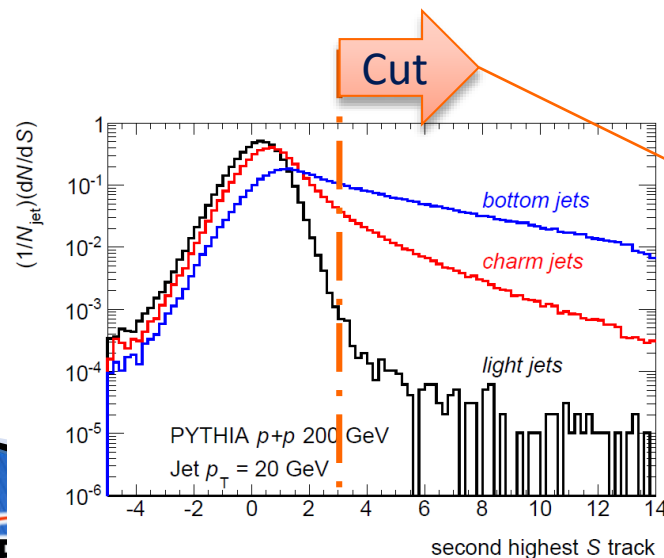 Cut
1
10⁻¹
10⁻²
10⁻³
10⁻⁴
10⁻⁵
10⁻⁶
(1/N_jet)(dN/dS)
bottom jets
charm jets
light jets
PYTHIA p+p 200 GeV
Jet p_T = 20 GeV
-4 -2 0 2 4 6 8 10 12 14
second highest S track